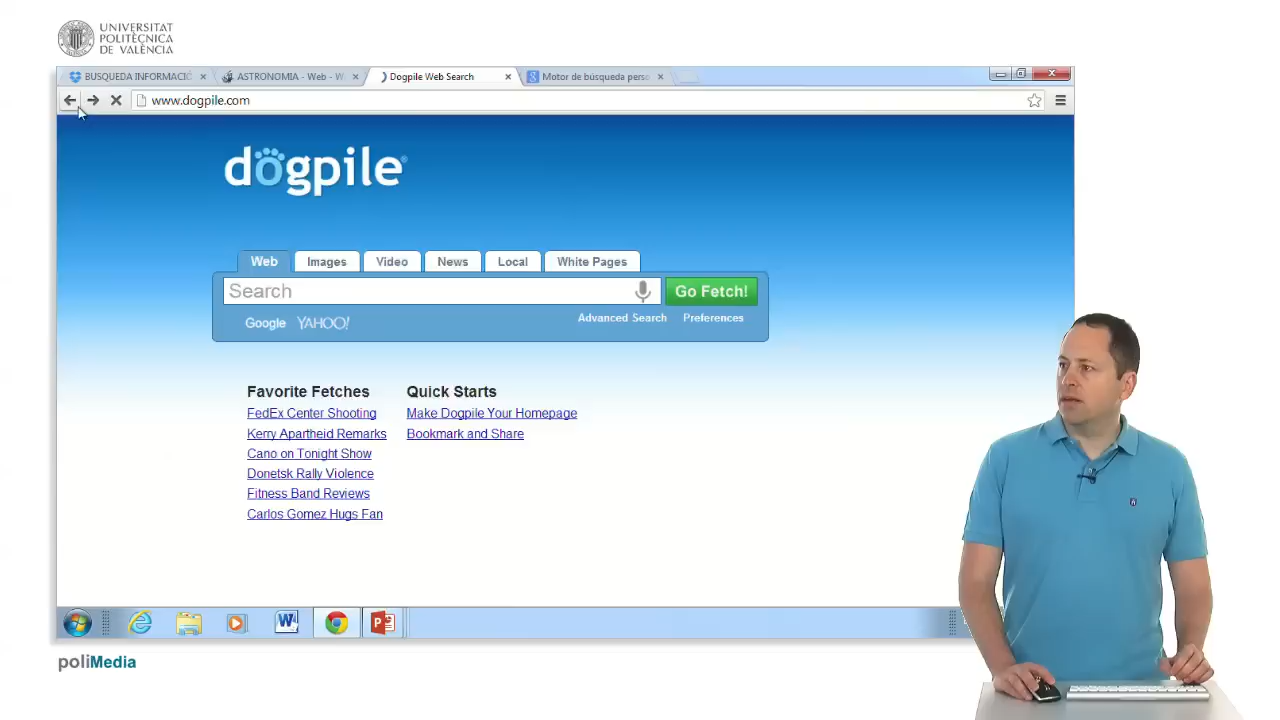 UNIVERSITAT
POLITÈCNICA
DE VALÈNCIA
BUSQUEDA INFORMACIÓ
ASTRONOMIA - Web - W
Dogpile Web Search
Motor de búsqueda perso
www.dogpile.com
dogpile
Web Images Video News Local White Pages
Search Go Fetch!
Google YAHOO! Advanced Search Preferences
Favorite Fetches Quick Starts
FedEx Center Shooting Make Dogpile Your Homepage
Kerry Apartheid Remarks Bookmark and Share
Cano on Tonight Show
Donetsk Rally Violence
Fitness Band Reviews
Carlos Gomez Hugs Fan
poliMedia